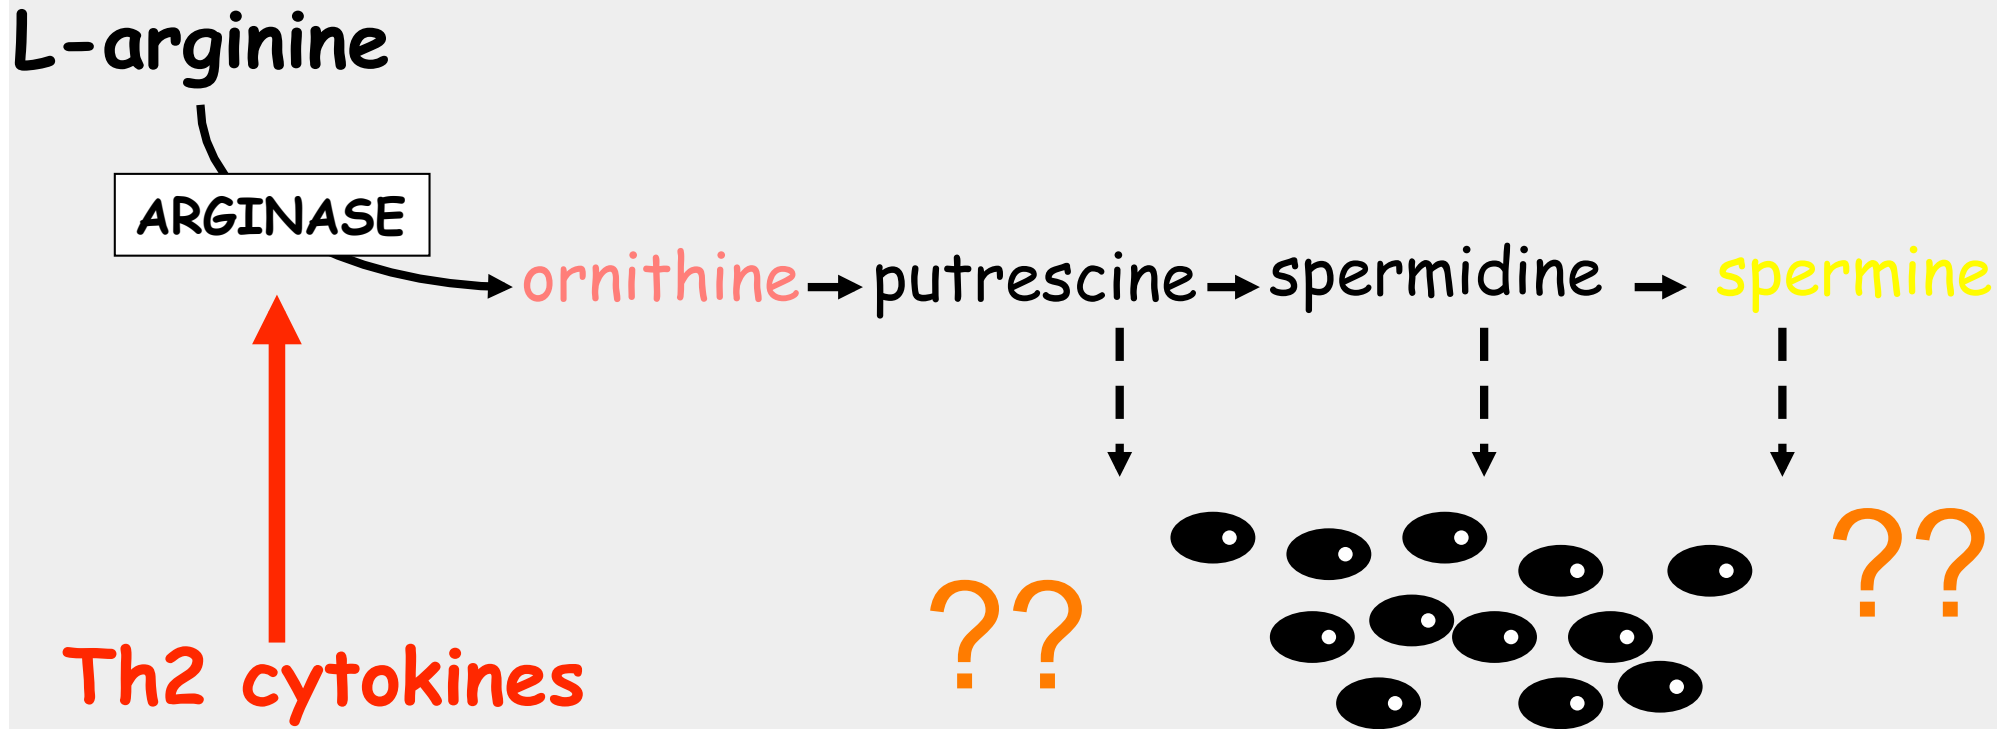 L-arginine
ARGINASE
ornithine putrescine spermidine spermine
??
??
Th2 cytokines